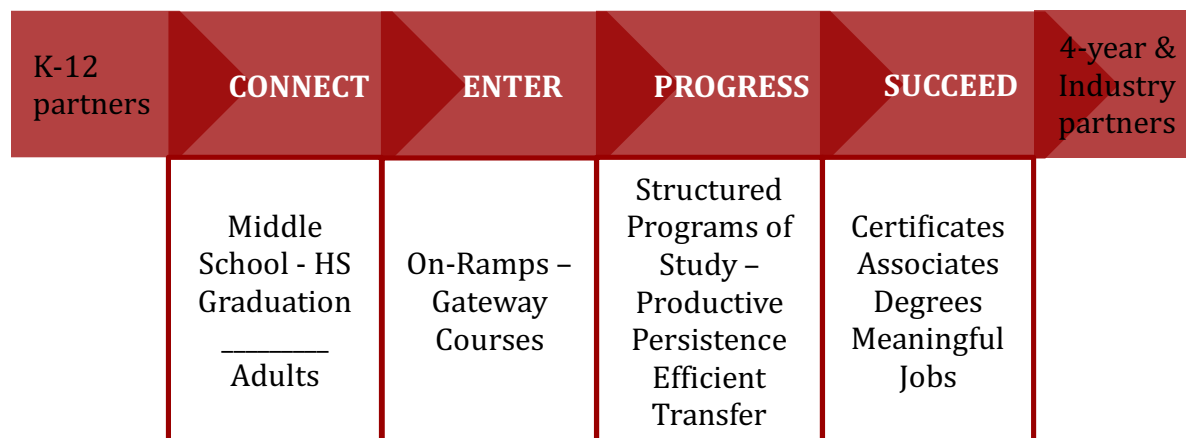 K-12
partners
CONNECT
ENTER
PROGRESS
SUCCEED
4-year &
Industry
partners
Middle
School - HS
Graduation
_________
Adults
On-Ramps –
Gateway
Courses
Structured
Programs of
Study –
Productive
Persistence
Efficient
Transfer
Certificates
Associates
Degrees
Meaningful
Jobs